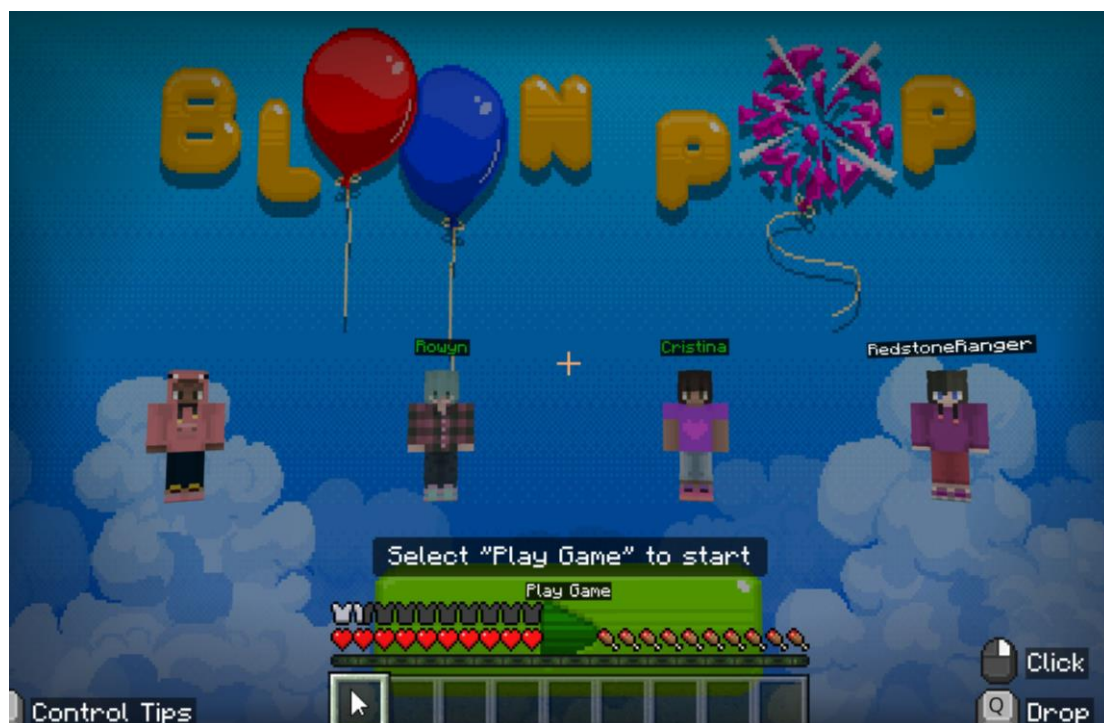 BLOON POP
Rowyn
Cristina
RedstoneRanger
Select "Play Game" to start
Play Game
Click
Control Tips
Q
Drop